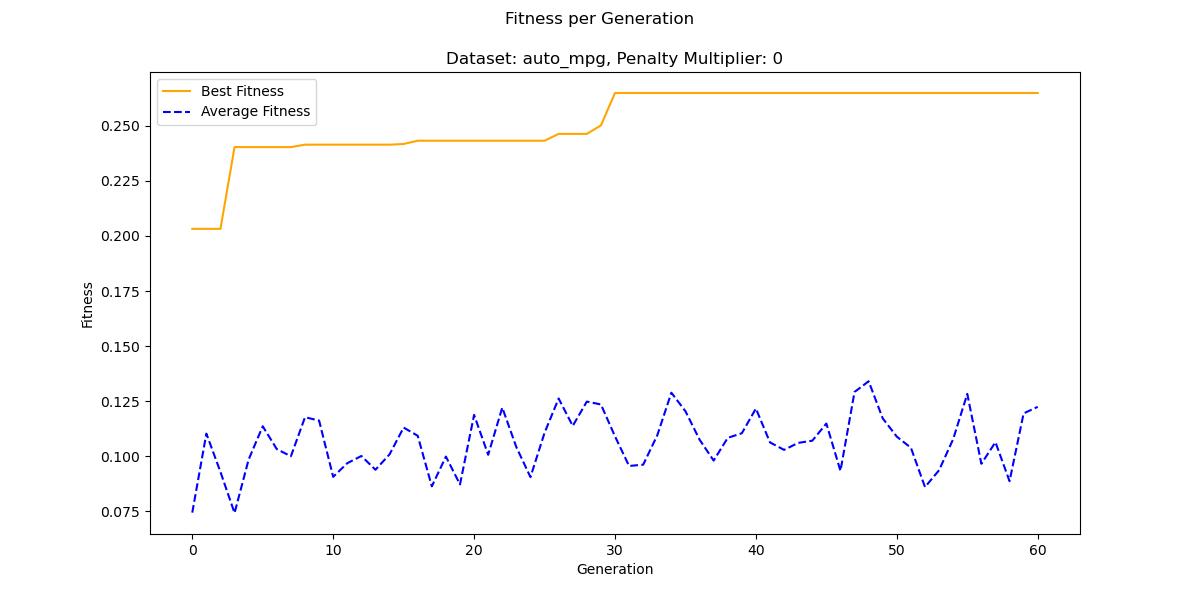 Fitness per Generation
Dataset: auto_mpg, Penalty Multiplier: 0
Best Fitness
Average Fitness
0.250
0.225
0.200
0.175
0.150
0.125
0.100
0.075
Fitness
0 10 20 30 40 50 60
Generation